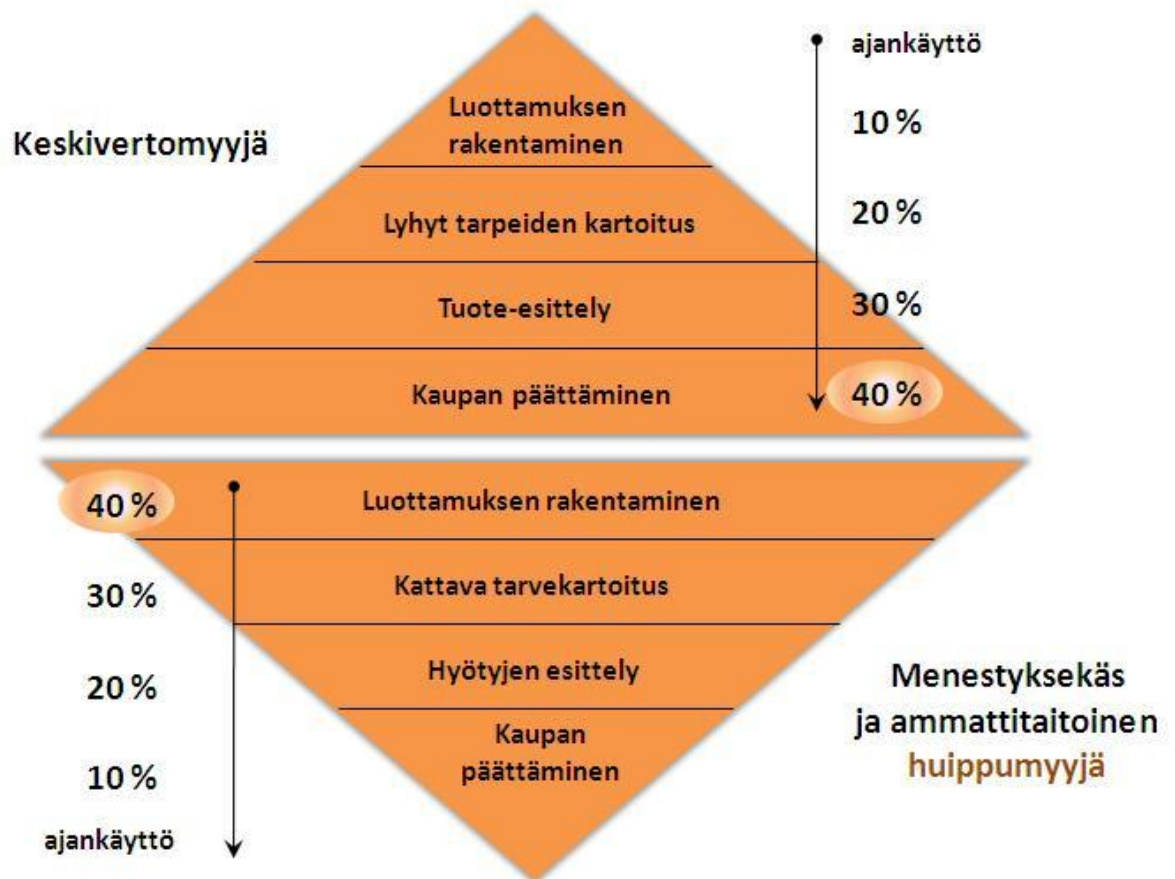 Keskivertomyyjä
Luottamuksen
rakentaminen
Lyhyt tarpeiden kartoitus
Tuote-esittely
Kaupan päättäminen
ajankäyttö
10 %
20 %
30 %
40 %
40 %
30 %
20 %
10 %
ajankäyttö
Luottamuksen rakentaminen
Kattava tarvekartoitus
Hyötyjen esittely
Kaupan
päättäminen
Menestyksekäs
ja ammattitaitoinen
huippumyyjä